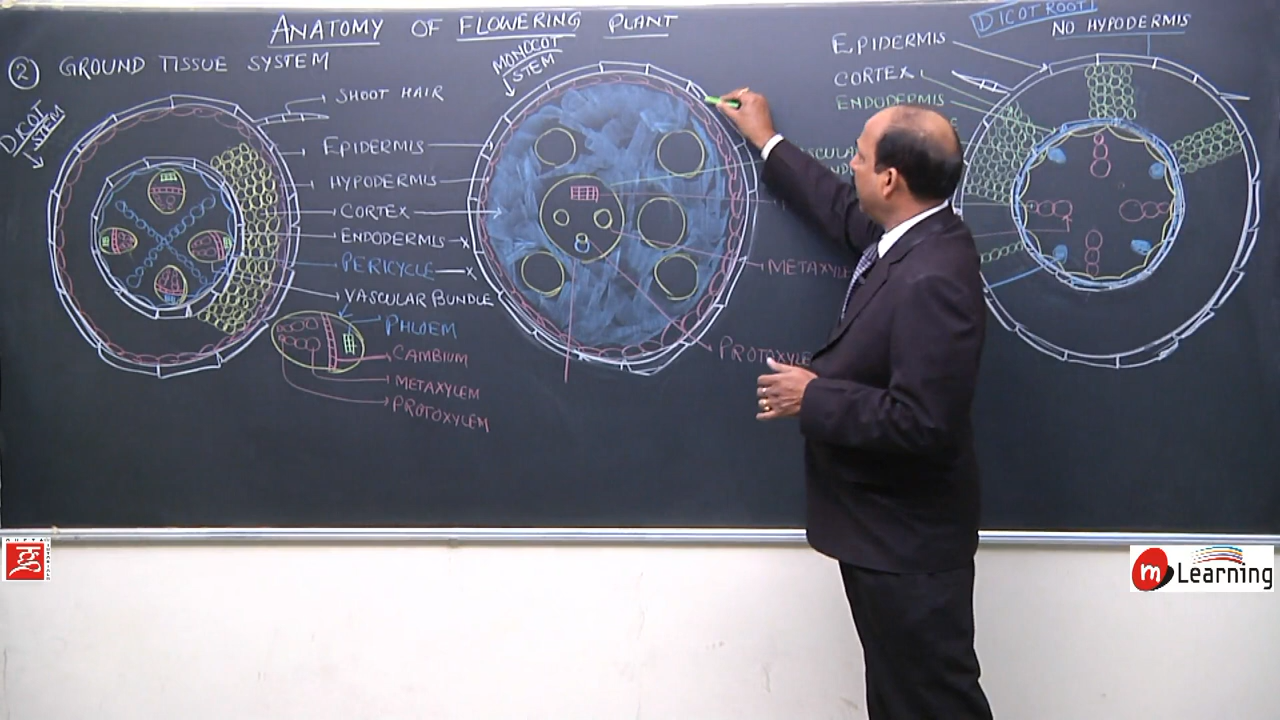 ANATOMY OF FLOWERING PLANT
② GROUND TISSUE SYSTEM
DICOT
STEM
SHOOT HAIR
EPIDERMIS
HYPODERMIS
CORTEX
ENDODERMIS x
PERICYCLE x
VASCULAR BUNDLE
PHLOEM
CAMBIUM
METAXYLEM
PROTOXYLEM
MONOCOT
STEM
METAXYLE
PROTOXYLE
DICOT ROOT
NO HYPODERMIS
EPIDERMIS
CORTEX
ENDODERMIS
m Learning